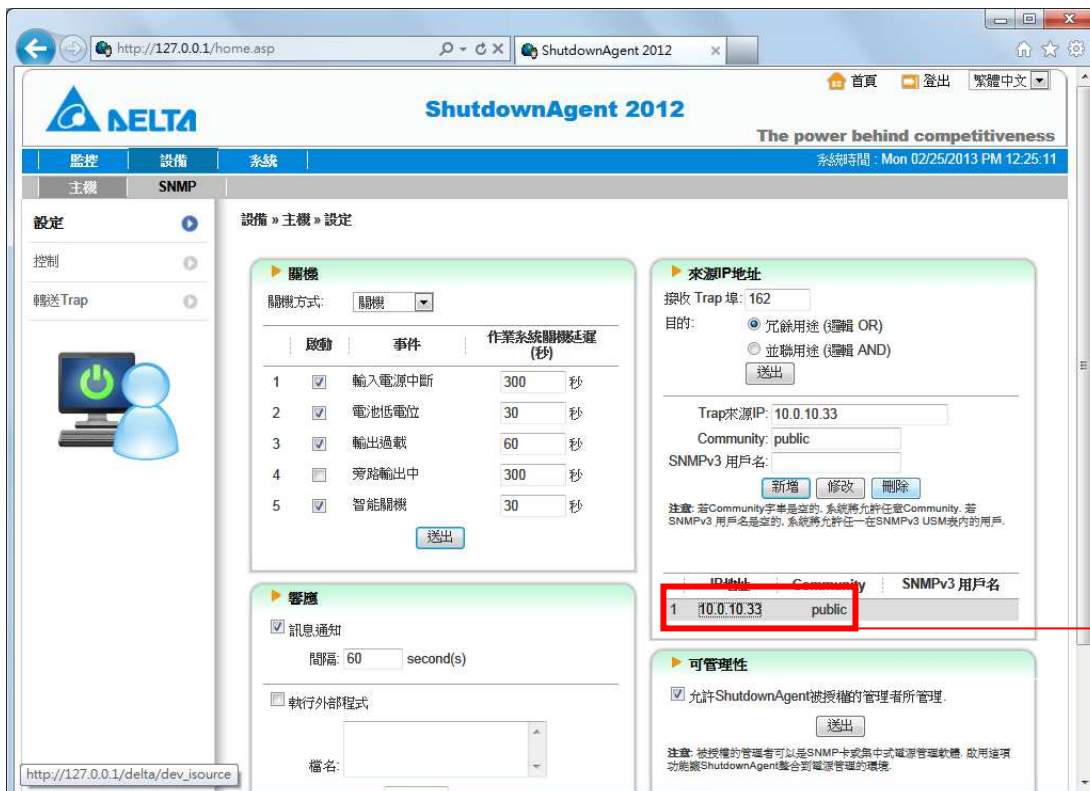 http://127.0.0.1/home.asp
ShutdownAgent 2012
首頁 登出 繁體中文
DELTA
ShutdownAgent 2012
The power behind competitiveness
監控 設備 系統
系統時間 : Mon 02/25/2013 PM 12:25:11
主機 SNMP
設定
控制
轉送Trap
設備 » 主機 » 設定
關機
關機方式: 關機
啟動 事件 作業系統關機延遲 (秒)
1 輸入電源中斷 300 秒
2 電池低電位 30 秒
3 輸出過載 60 秒
4 旁路輸出中 300 秒
5 智能關機 30 秒
送出
響應
訊息通知
間隔: 60 second(s)
執行外部程式
檔名:
來源IP地址
接收 Trap 埠: 162
目的: 冗餘用途 (邏輯 OR)
並聯用途 (邏輯 AND)
送出
Trap來源IP: 10.0.10.33
Community: public
SNMPv3 用戶名:
新增 修改 刪除
注意: 若Community字串是空的, 系統將允許任意Community. 若
SNMPv3 用戶名是空的, 系統將允許任一在SNMPv3 USM表內的用戶.
IP地址 Community SNMPv3 用戶名
1 10.0.10.33 public
可管理性
允許ShutdownAgent被授權的管理者所管理.
送出
注意: 被授權的管理者可以是SNMP卡或集中式電源管理軟體. 啟用這項
功能讓ShutdownAgent整合到電源管理的環境.
http://127.0.0.1/delta/dev_isource